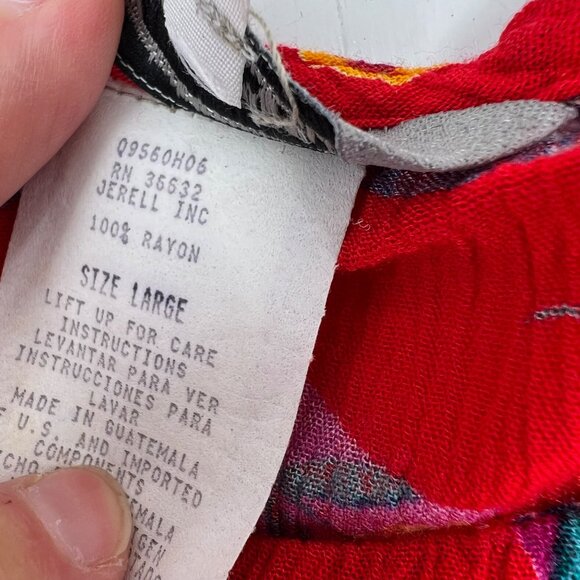 Q9560H06
RN 36632
JERELL INC
100% RAYON
SIZE LARGE
LIFT UP FOR CARE
INSTRUCTIONS
LEVANTAR PARA VER
INSTRUCCIONES PARA
LAVAR
MADE IN GUATEMALA
U.S. AND IMPORTED
COMPONENTS